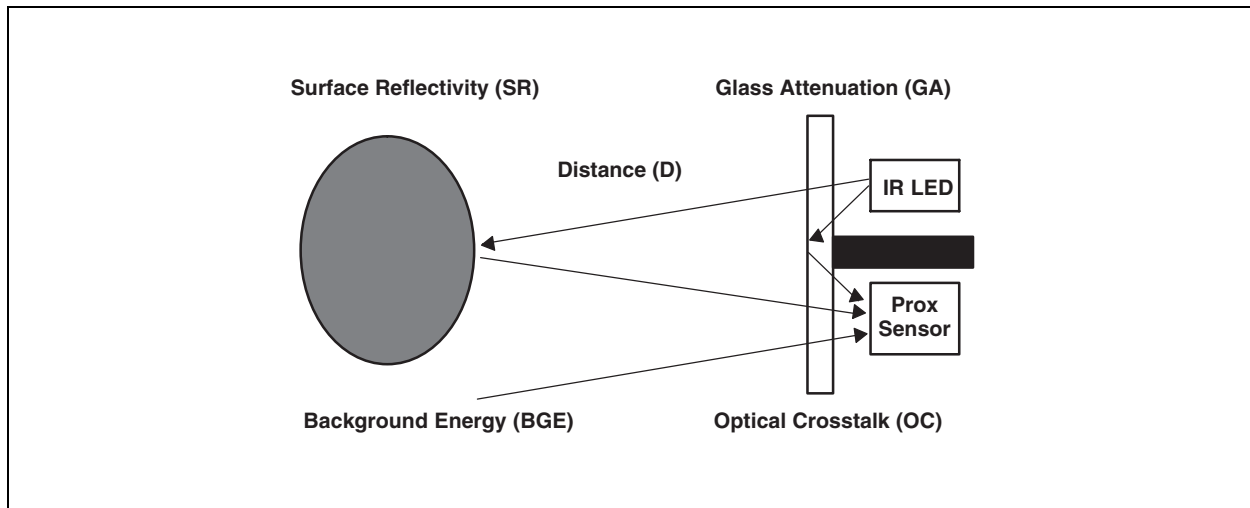 Surface Reflectivity (SR)
Glass Attenuation (GA)
Distance (D)
IR LED
Prox
Sensor
Background Energy (BGE)
Optical Crosstalk (OC)